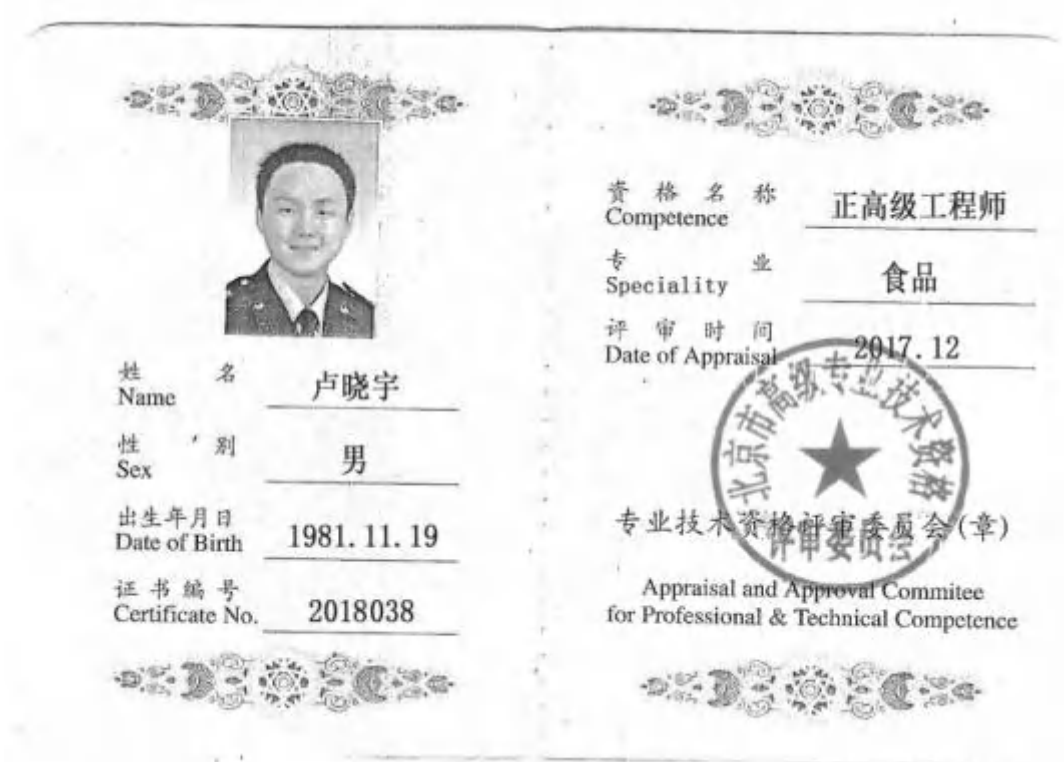 姓名 卢晓宇
Name
性别 男
Sex
出生年月日 1981.11.19
Date of Birth
证书编号 2018038
Certificate No.
资格名称 正高级工程师
Competence
专业 食品
Speciality
评审时间 2017.12
Date of Appraisal
北京市高级专业技术资格
评审委员会
专业技术资格评审委员会(章)
Appraisal and Approval Commitee
for Professional & Technical Competence